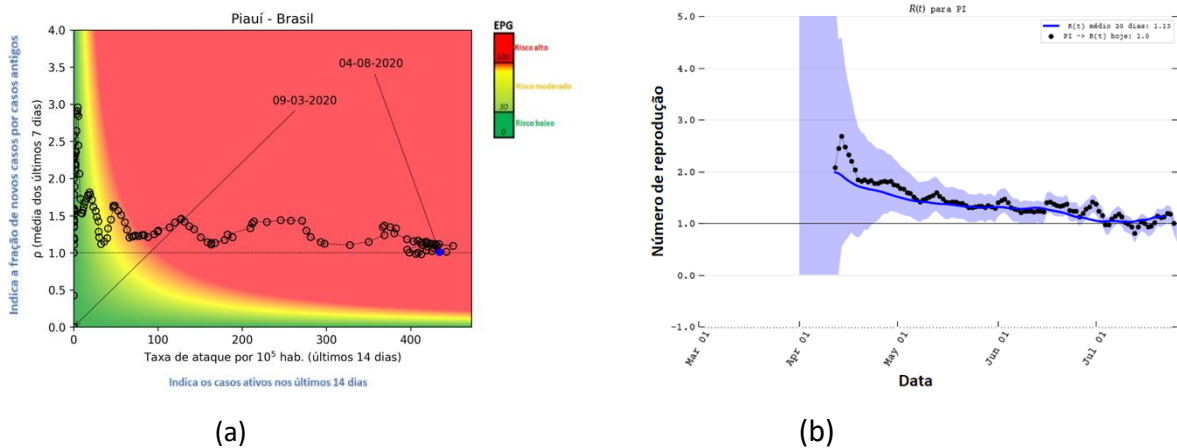 Piauí - Brasil
4.0
3.5
3.0
2.5
2.0
1.5
1.0
0.5
0.0
0
100
200
300
400
04-08-2020
09-03-2020
ρ (média dos últimos 7 dias)
Indica a fração de novos casos por casos antigos
Taxa de ataque por 10⁵ hab. (últimos 14 dias)
Indica os casos ativos nos últimos 14 dias
EPG
Risco alto
100
Risco moderado
30
Risco baixo
0
(a)
R(t) para PI
R(t) médio 20 dias: 1.13
PI -> R(t) hoje: 1.0
5.0
4.0
3.0
2.0
1.0
0.0
-1.0
Número de reprodução
Mar 01
Apr 01
May 01
Jun 01
Jul 01
Data
(b)